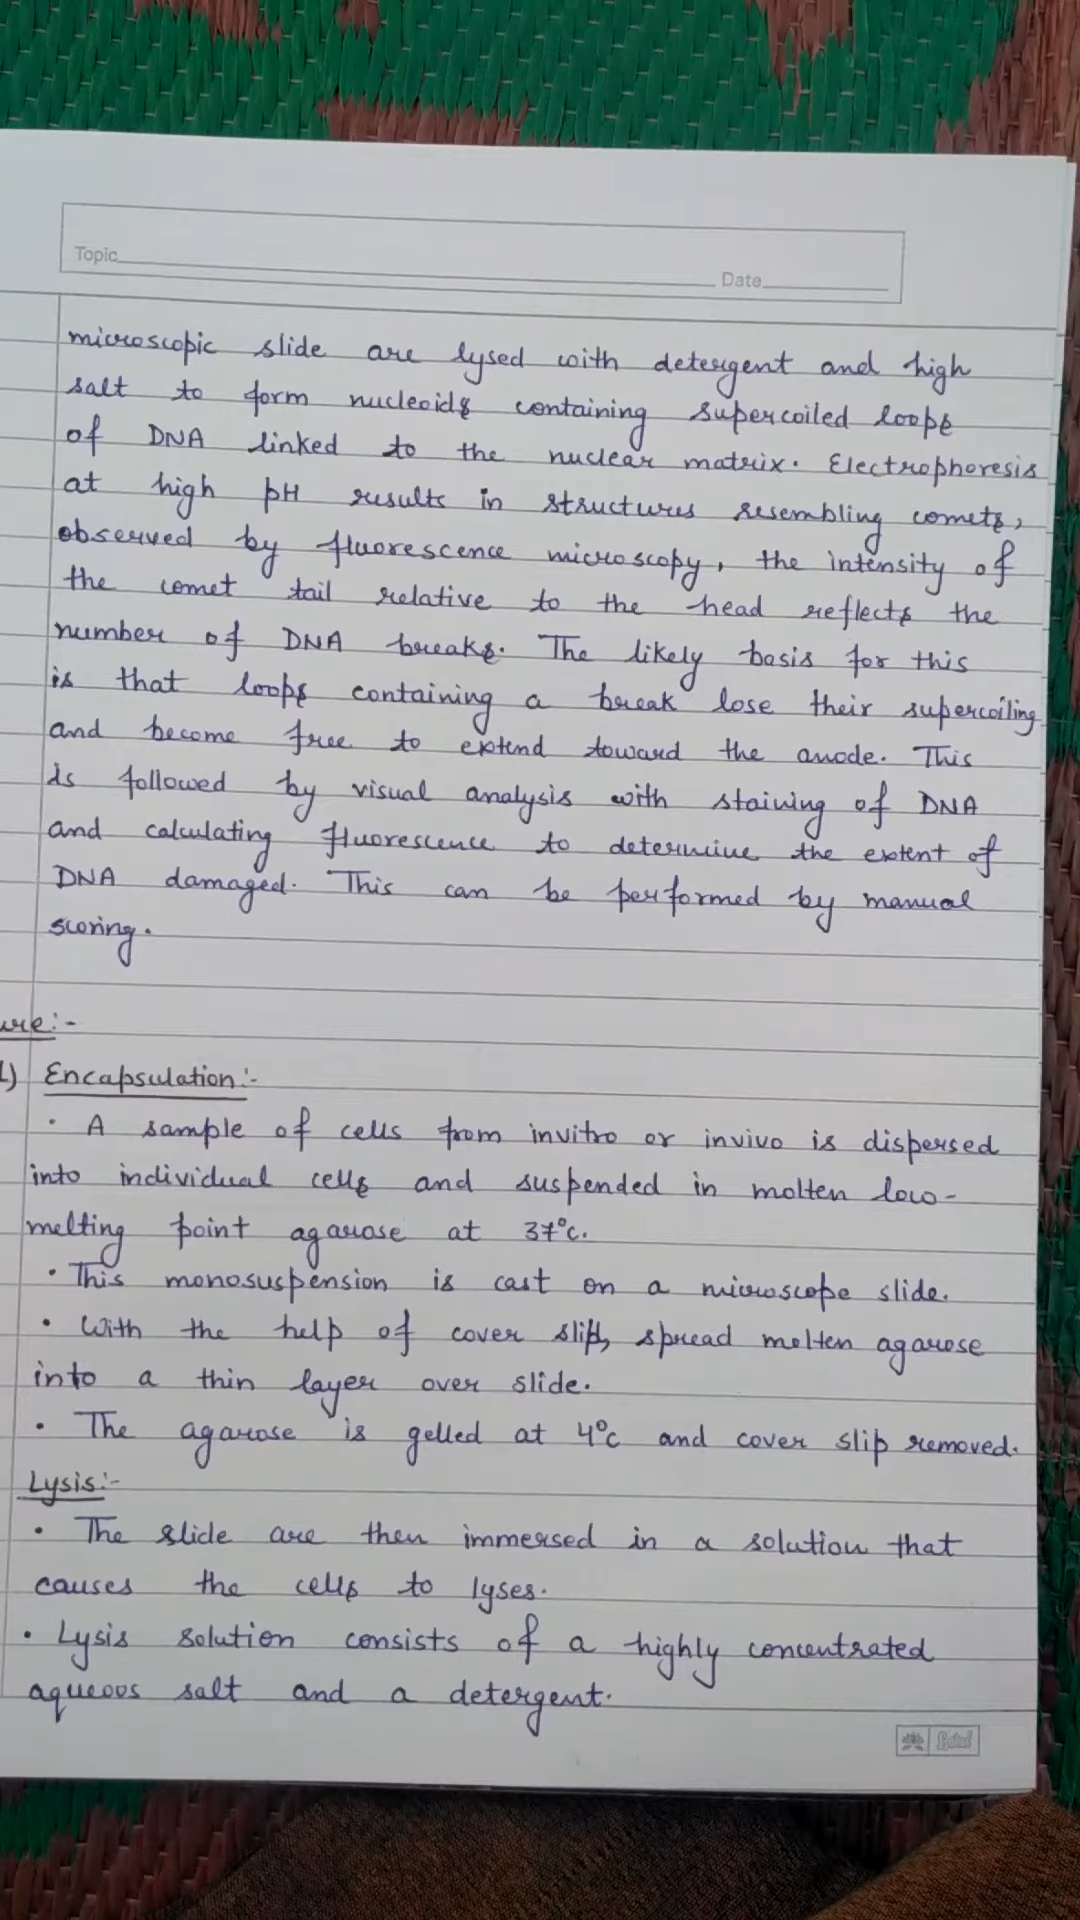 Topic Date
microscopic slide are lysed with detergent and high
salt to form nucleoids containing supercoiled loops
of DNA linked to the nuclear matrix. Electrophoresis
at high pH results in structures resembling comets,
observed by fluorescence microscopy, the intensity of
the comet tail relative to the head reflects the
number of DNA breaks. The likely basis for this
is that loops containing a break lose their supercoiling
and become free to extend toward the anode. This
is followed by visual analysis with staining of DNA
and calculating fluorescence to determine the extent of
DNA damaged. This can be performed by manual
scoring.
ure:-
1) Encapsulation:-
• A sample of cells from invitro or invivo is dispersed
into individual cells and suspended in molten low-
melting point agarose at 37°c.
• This monosuspension is cast on a microscope slide.
• With the help of cover slip, spread molten agarose
into a thin layer over slide.
• The agarose is gelled at 4°c and cover slip removed.
Lysis:-
• The slide are then immersed in a solution that
causes the cells to lyses.
• Lysis solution consists of a highly concentrated
aqueous salt and a detergent.